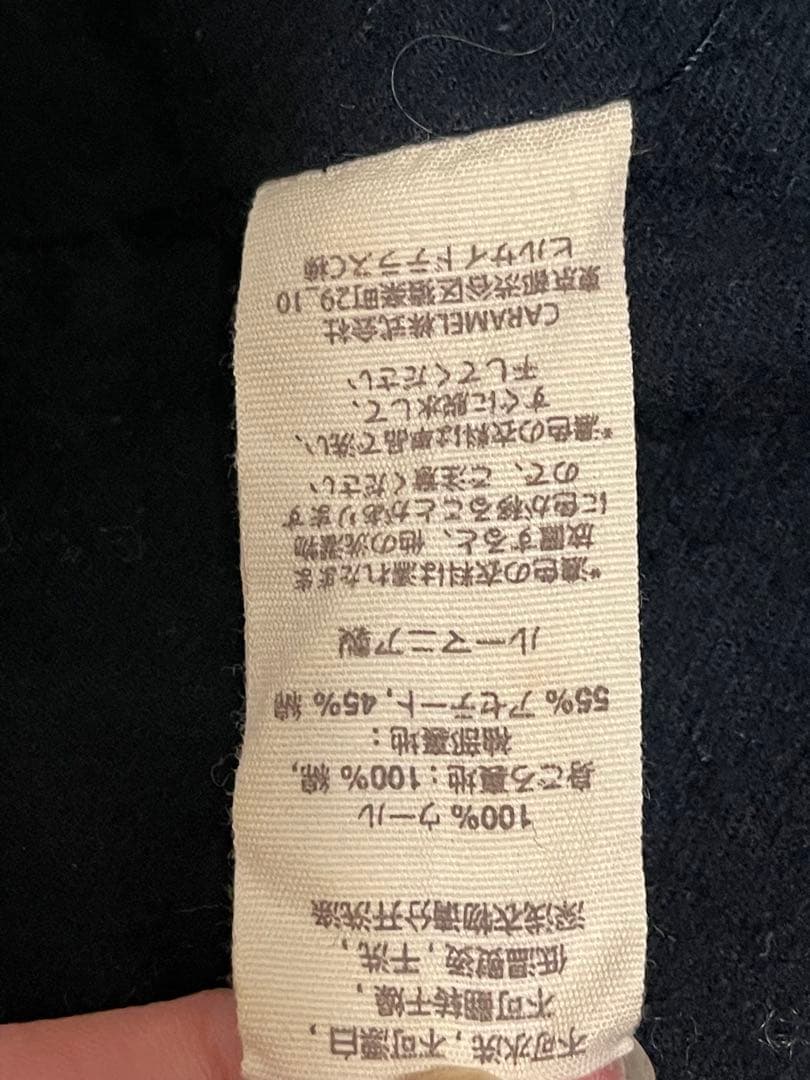 不可水洗，不可漂白，
不可翻转干燥，
低温熨烫，干洗，
深浅衣物请分开洗涤
100% ウール
身ごろ裏地：100% 綿,
袖部裏地：
55% アセテート, 45% 綿
ルーマニア製
*濃色の衣料は濡れたまま
放置すると、他の洗濯物
に色が移ることがあります
ので、ご注意ください
*濃色の衣料は単品で洗い、
すぐに脱水して、
干してください
CARAMEL株式会社
東京都渋谷区猿楽町29_10
ヒルサイドテラスC棟